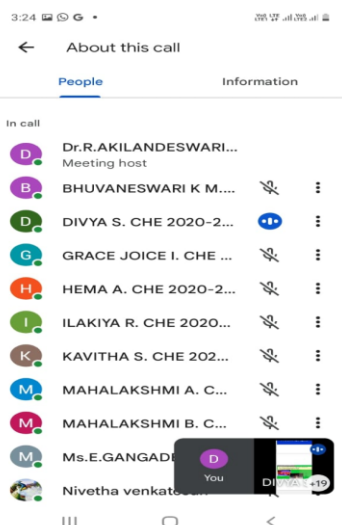 3:24
About this call
People Information
In call
D Dr.R.AKILANDESWARI...
Meeting host
B BHUVANESWARI K M....
D DIVYA S. CHE 2020-2...
G GRACE JOICE I. CHE ...
H HEMA A. CHE 2020-2...
I ILAKIYA R. CHE 2020...
K KAVITHA S. CHE 202...
M MAHALAKSHMI A. C...
M MAHALAKSHMI B. C...
M Ms.E.GANGADE
D
You
+19
Nivetha